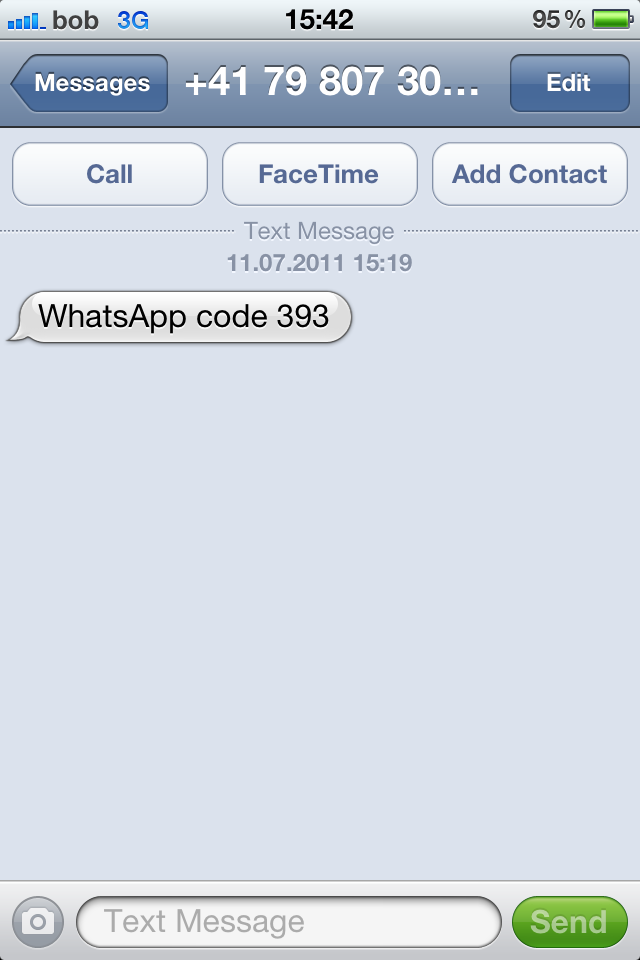 bob 3G 15:42 95 %
Messages +41 79 807 30... Edit
Call FaceTime Add Contact
Text Message
11.07.2011 15:19
WhatsApp code 393
Text Message Send